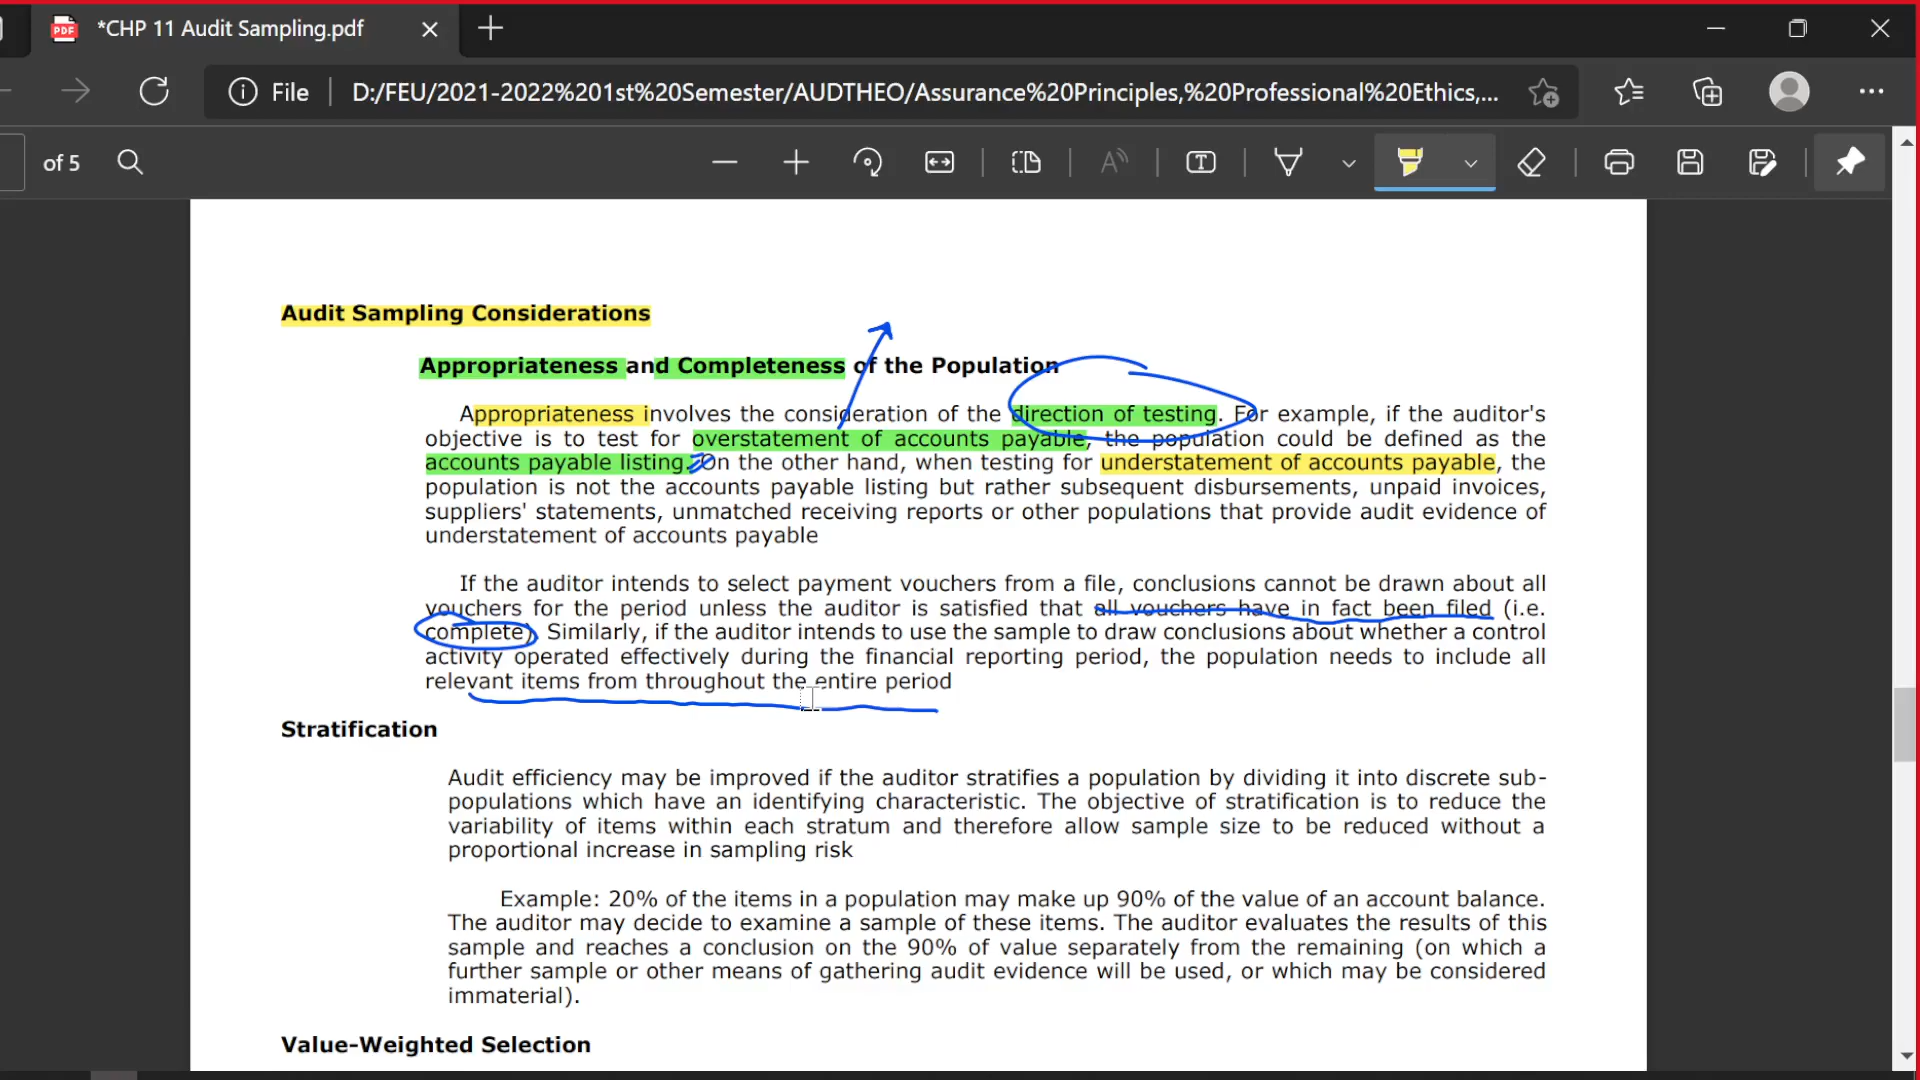 *CHP 11 Audit Sampling.pdf
File
D:/FEU/2021-2022%201st%20Semester/AUDTHEO/Assurance%20Principles,%20Professional%20Ethics,...
of 5
Audit Sampling Considerations
Appropriateness and Completeness of the Population
Appropriateness involves the consideration of the direction of testing. For example, if the auditor's
objective is to test for overstatement of accounts payable, the population could be defined as the
accounts payable listing. On the other hand, when testing for understatement of accounts payable, the
population is not the accounts payable listing but rather subsequent disbursements, unpaid invoices,
suppliers' statements, unmatched receiving reports or other populations that provide audit evidence of
understatement of accounts payable
If the auditor intends to select payment vouchers from a file, conclusions cannot be drawn about all
vouchers for the period unless the auditor is satisfied that all vouchers have in fact been filed (i.e.
complete). Similarly, if the auditor intends to use the sample to draw conclusions about whether a control
activity operated effectively during the financial reporting period, the population needs to include all
relevant items from throughout the entire period
Stratification
Audit efficiency may be improved if the auditor stratifies a population by dividing it into discrete sub-
populations which have an identifying characteristic. The objective of stratification is to reduce the
variability of items within each stratum and therefore allow sample size to be reduced without a
proportional increase in sampling risk
Example: 20% of the items in a population may make up 90% of the value of an account balance.
The auditor may decide to examine a sample of these items. The auditor evaluates the results of this
sample and reaches a conclusion on the 90% of value separately from the remaining (on which a
further sample or other means of gathering audit evidence will be used, or which may be considered
immaterial).
Value-Weighted Selection